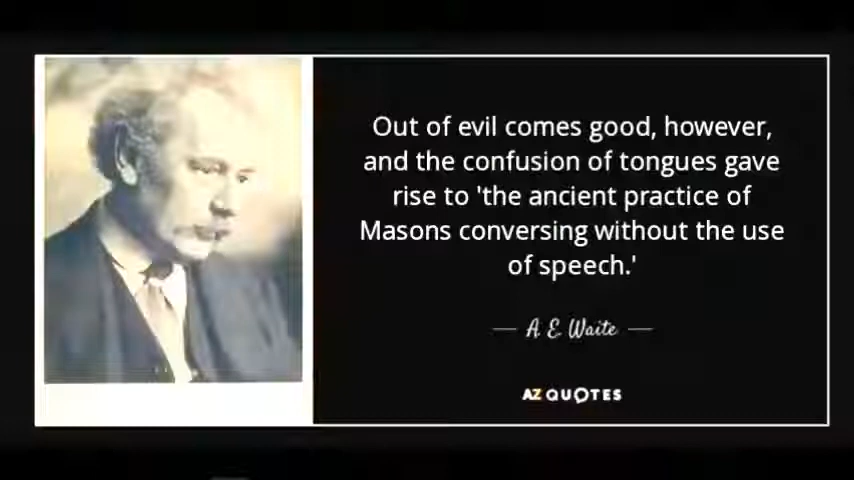 Out of evil comes good, however,
and the confusion of tongues gave
rise to 'the ancient practice of
Masons conversing without the use
of speech.'
— A E Waite —
AZ QUOTES